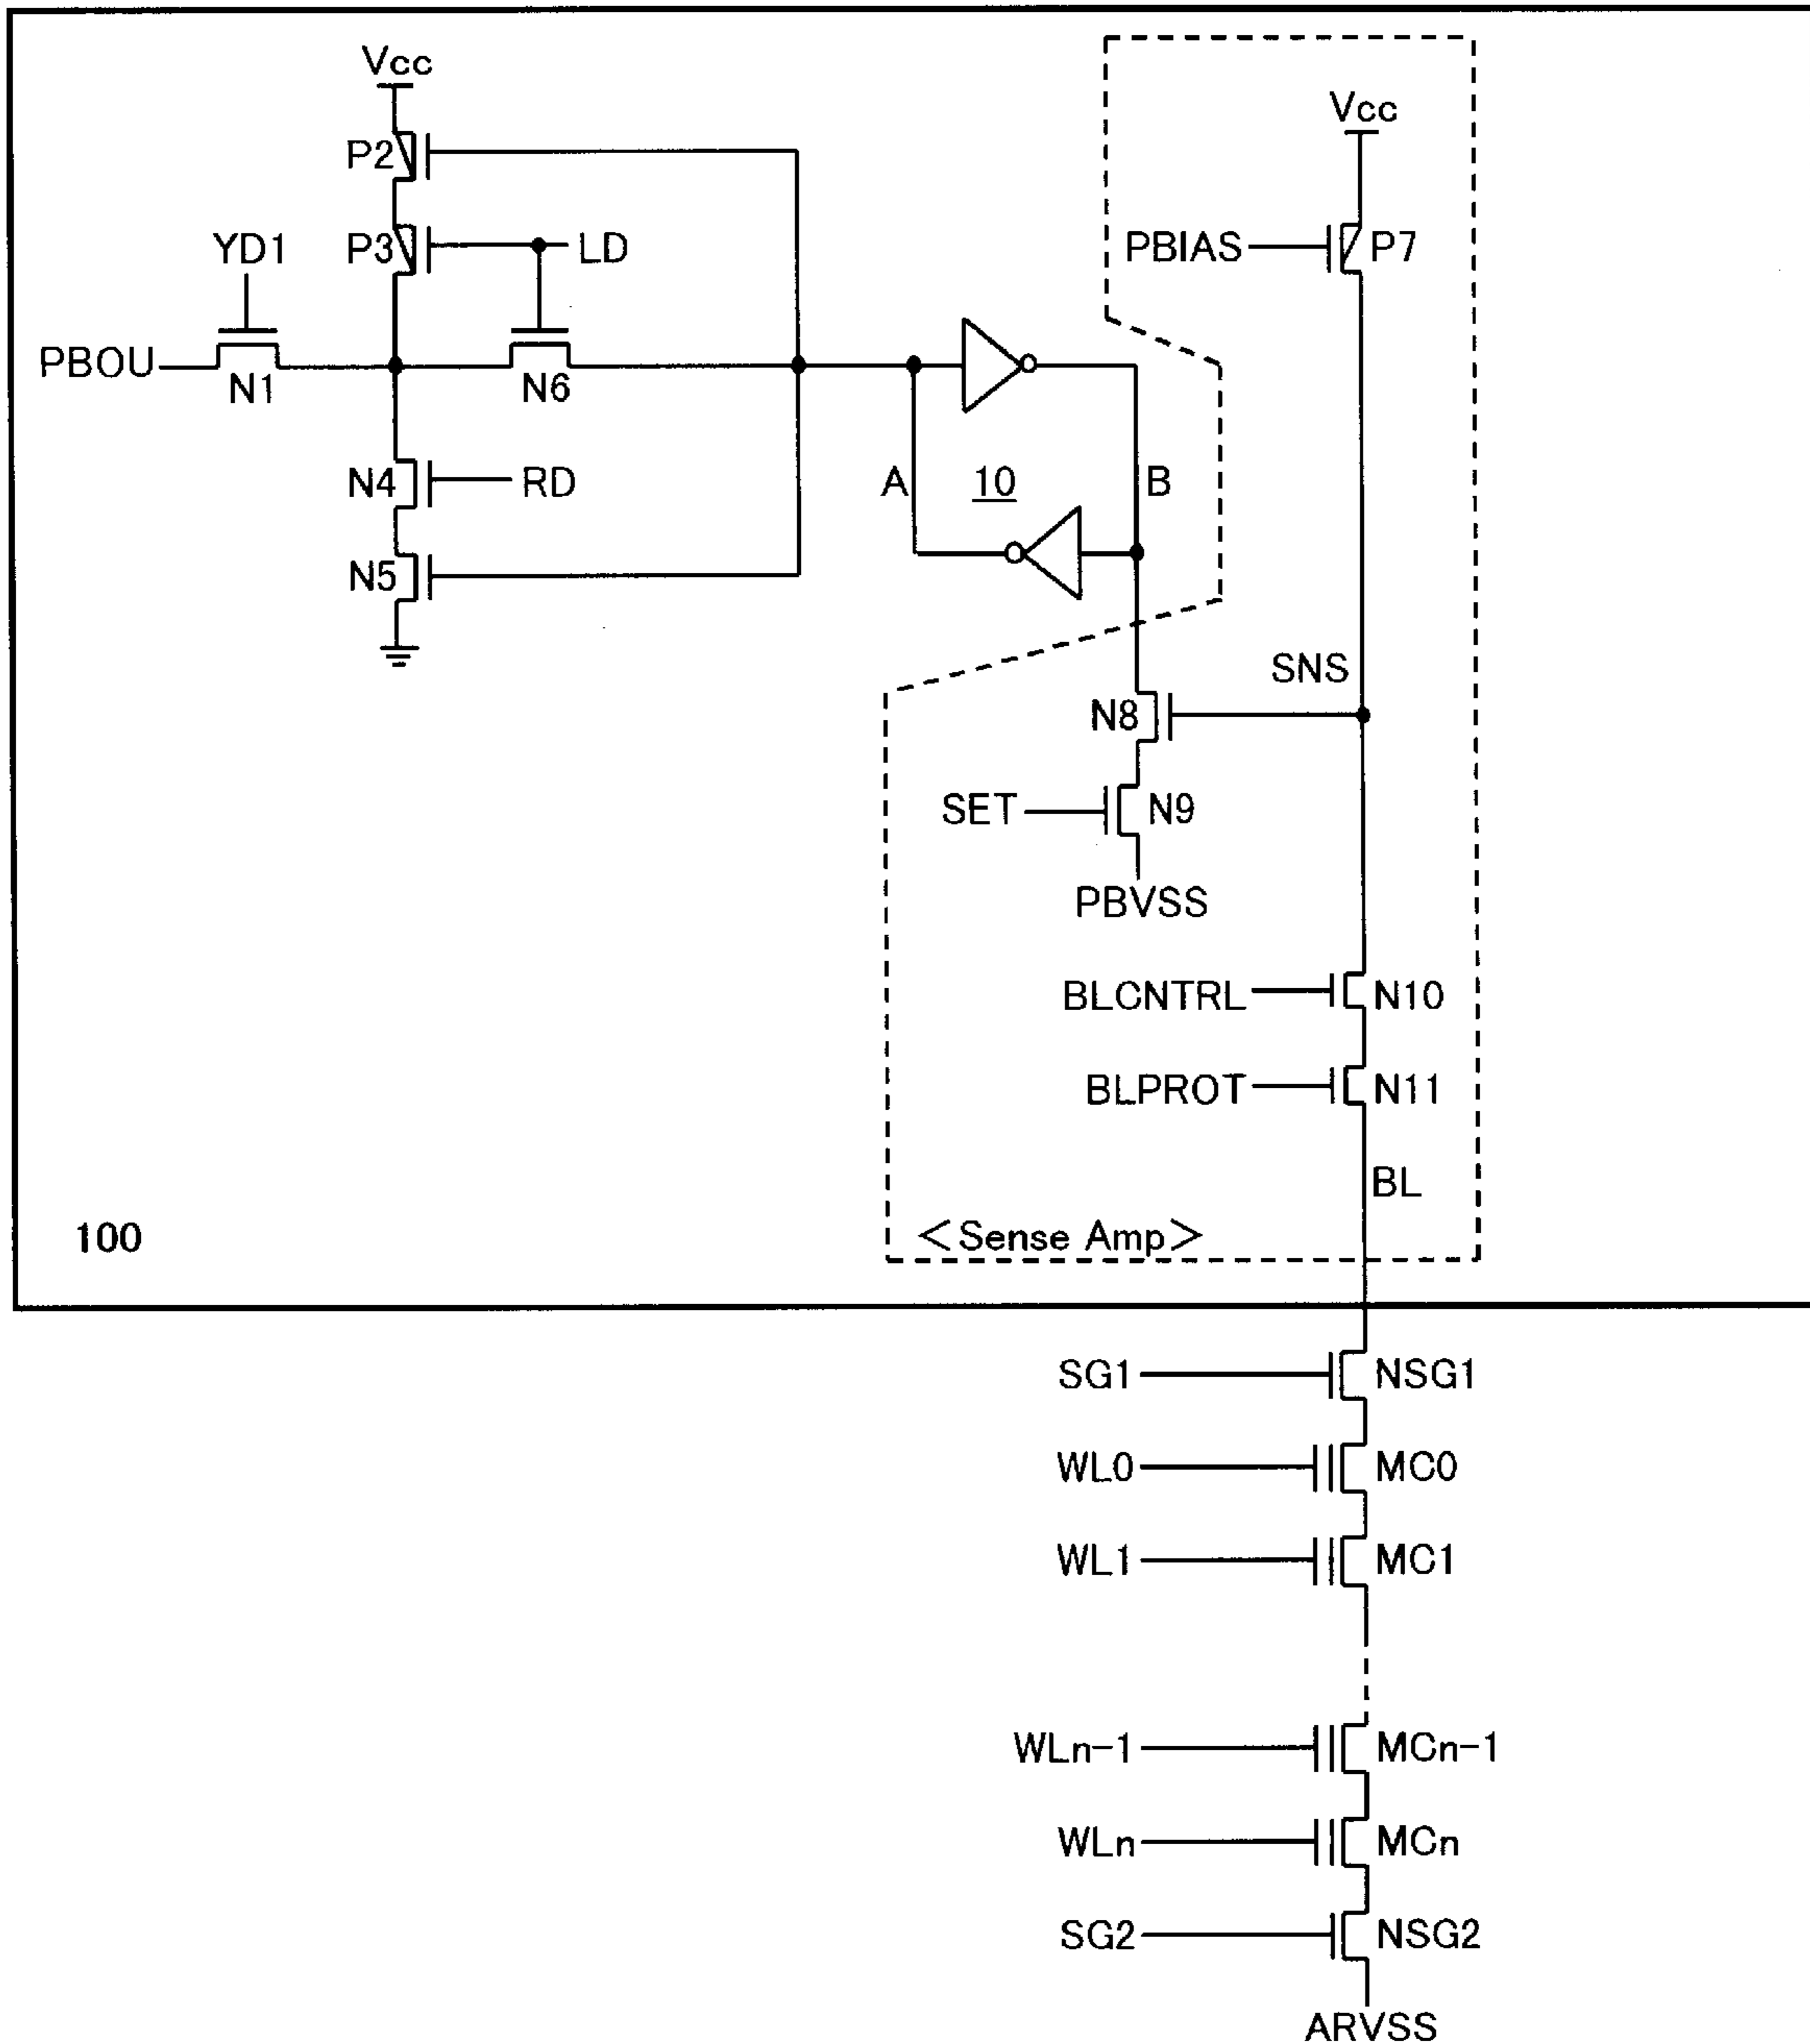 Vcc
P2
P3
YD1
LD
PBOU
N1
N6
N4
RD
N5
A
10
B
Vcc
PBIAS
P7
SNS
N8
SET
N9
PBVSS
BLCNTRL
N10
BLPROT
N11
BL
100
<Sense Amp>
SG1
NSG1
WL0
MC0
WL1
MC1
WLn-1
MCn-1
WLn
MCn
SG2
NSG2
ARVSS